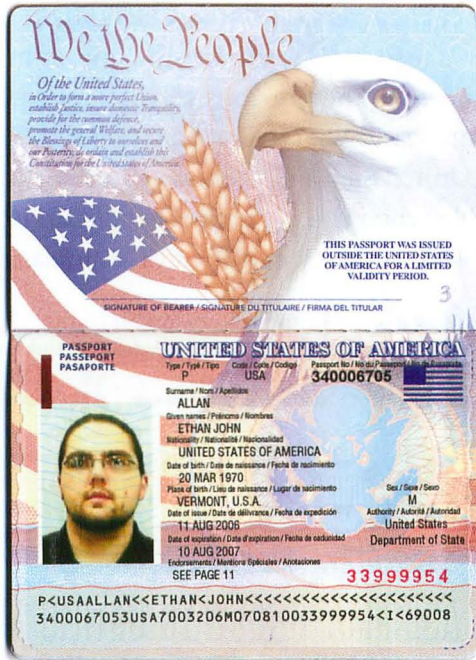 We the People
Of the United States,
in Order to form a more perfect Union,
establish Justice, insure domestic Tranquility,
provide for the common defence,
promote the general Welfare, and secure
the Blessings of Liberty to ourselves and
our Posterity, do ordain and establish this
Constitution for the United States of America.
THIS PASSPORT WAS ISSUED
OUTSIDE THE UNITED STATES
OF AMERICA FOR A LIMITED
VALIDITY PERIOD.
3
SIGNATURE OF BEARER / SIGNATURE DU TITULAIRE / FIRMA DEL TITULAR
PASSPORT
PASSEPORT
PASAPORTE
UNITED STATES OF AMERICA
Type / Type / Tipo Code / Code / Codigo Passport No / No du Passeport / No de Pasaporte
P USA 340006705
Surname / Nom / Apellidos
ALLAN
Given names / Prénoms / Nombres
ETHAN JOHN
Nationality / Nationalité / Nacionalidad
UNITED STATES OF AMERICA
Date of birth / Date de naissance / Fecha de nacimiento
20 MAR 1970
Place of birth / Lieu de naissance / Lugar de nacimiento Sex / Sexe / Sexo
VERMONT, U.S.A. M
Date of issue / Date de délivrance / Fecha de expedición Authority / Autorité / Autoridad
11 AUG 2006 United States
Date of expiration / Date d'expiration / Fecha de caducidad Department of State
10 AUG 2007
Endorsements / Mentions Spéciales / Anotaciones
SEE PAGE 11 33999954
P<USAALLAN<<ETHAN<JOHN<<<<<<<<<<<<<<<<<<<<<<
3400067053USA7003206M070810033999954<I<69008